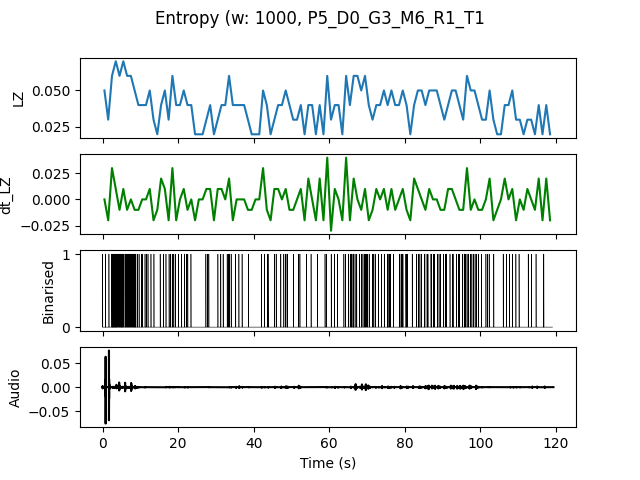 Entropy (w: 1000, P5_D0_G3_M6_R1_T1
LZ
0.050
0.025
dt_LZ
0.025
0.000
−0.025
Binarised
1
0
Audio
0.05
0.00
−0.05
0 20 40 60 80 100 120
Time (s)